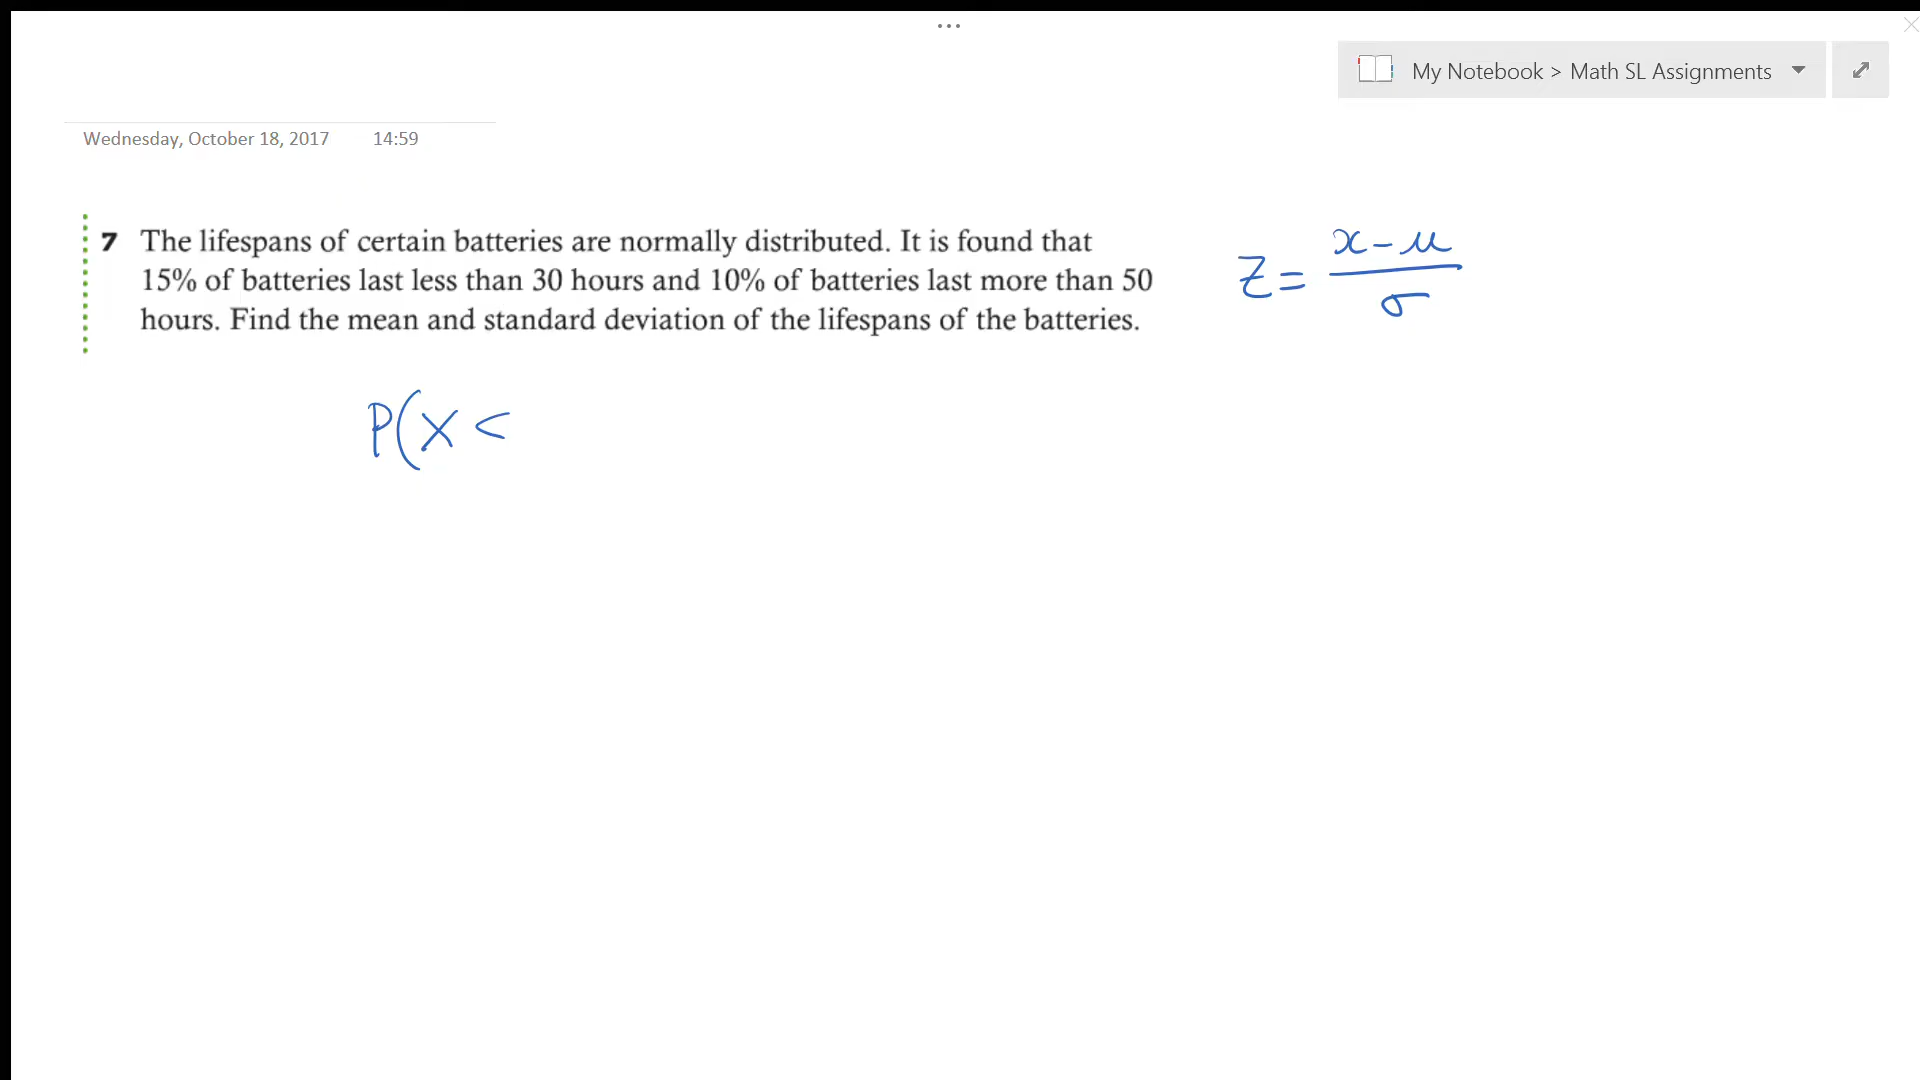 ...
My Notebook > Math SL Assignments
Wednesday, October 18, 2017 14:59
7 The lifespans of certain batteries are normally distributed. It is found that
15% of batteries last less than 30 hours and 10% of batteries last more than 50
hours. Find the mean and standard deviation of the lifespans of the batteries.
z = (x - μ) / σ
P(X <